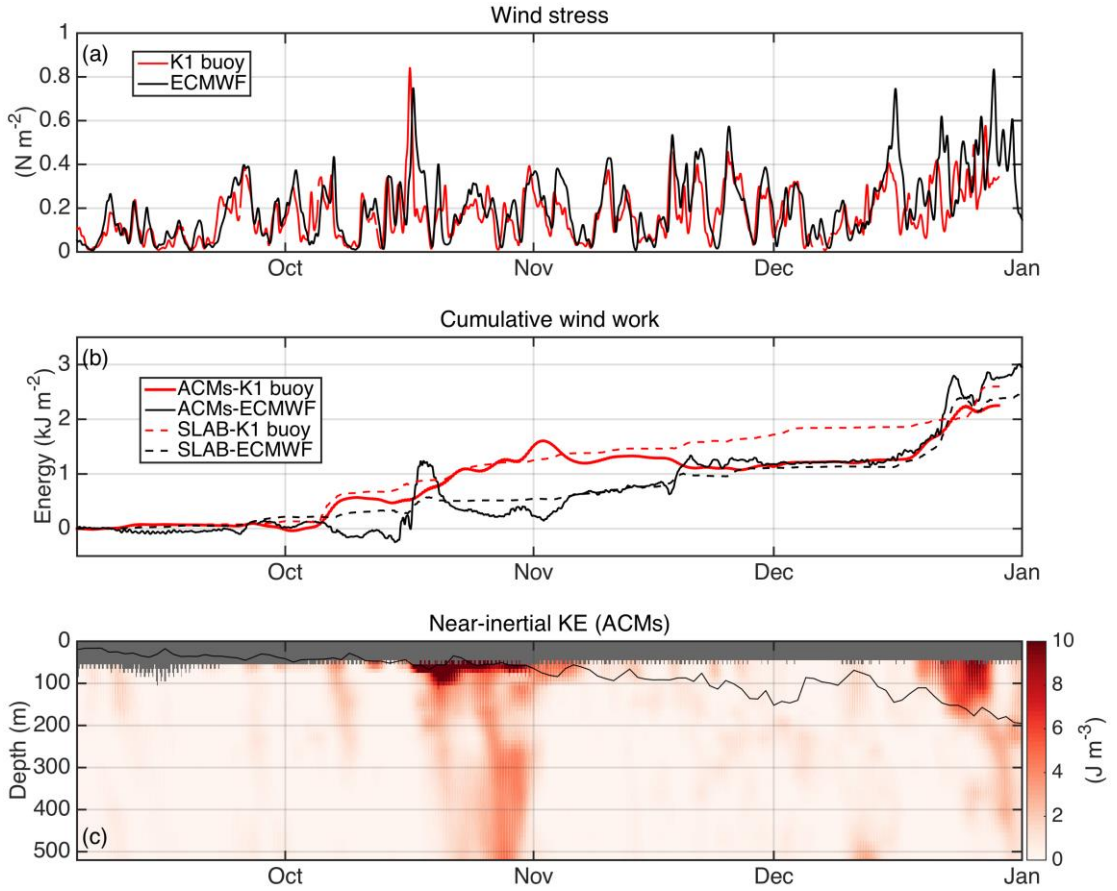 Wind stress
(a)
K1 buoy
ECMWF
1
0.8
0.6
0.4
0.2
0
(N m⁻²)
Oct Nov Dec Jan
Cumulative wind work
(b)
ACMs-K1 buoy
ACMs-ECMWF
SLAB-K1 buoy
SLAB-ECMWF
3
2
1
0
Energy (kJ m⁻²)
Oct Nov Dec Jan
Near-inertial KE (ACMs)
0
100
200
300
400
500
Depth (m)
(c)
Oct Nov Dec Jan
10
8
6
4
2
0
(J m⁻³)